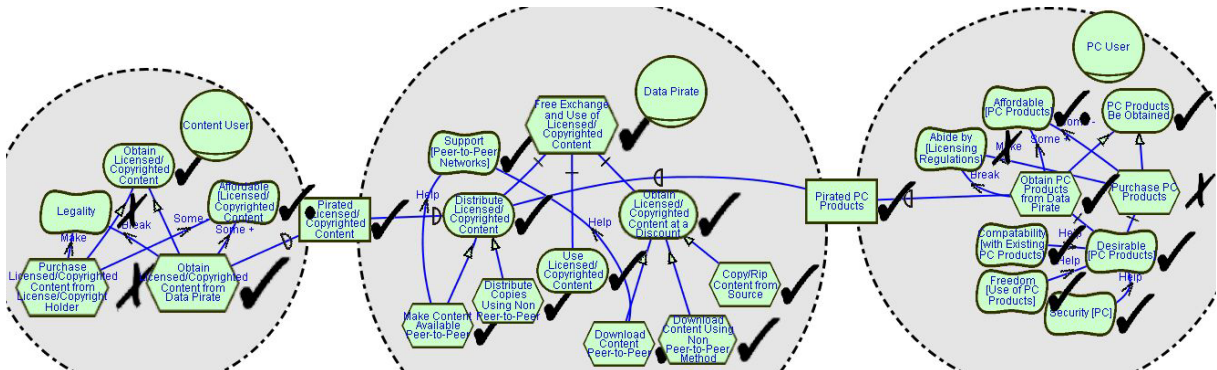 Content User
Obtain
Licensed/
Copyrighted
Content
Legality
Affordable
[Licensed/
Copyrighted
Content
Make
Break
Some
Some +
Purchase
Licensed/Copyrighted
Content from
License/Copyright
Holder
Obtain
Licensed/Copyrighted
Content from
Data Pirate
Pirated
Licensed/
Copyrighted
Content
Data Pirate
Free Exchange
and Use of
Licensed/
Copyrighted
Content
Support
[Peer-to-Peer
Networks]
Help
Distribute
Licensed/
Copyrighted
Content
Obtain
Licensed/
Copyrighted
Content at a
Discount
Help
Use
Licensed/
Copyrighted
Content
Copy/Rip
Content from
Source
Make Content
Available
Peer-to-Peer
Distribute
Copies
Using Non
Peer-to-Peer
Download
Content
Peer-to-Peer
Download
Content Using
Non
Peer-to-Peer
Method
Pirated PC
Products
PC User
Affordable
[PC Products]
PC Products
Be Obtained
Some -
Abide by
[Licensing
Regulations]
Make
Some +
Break
Obtain PC
Products
from Data
Pirate
Purchase PC
Products
Compatability
[with Existing
PC Products]
Help
Desirable
[PC Products]
Help
Freedom
[Use of PC
Products]
Help
Security [PC]